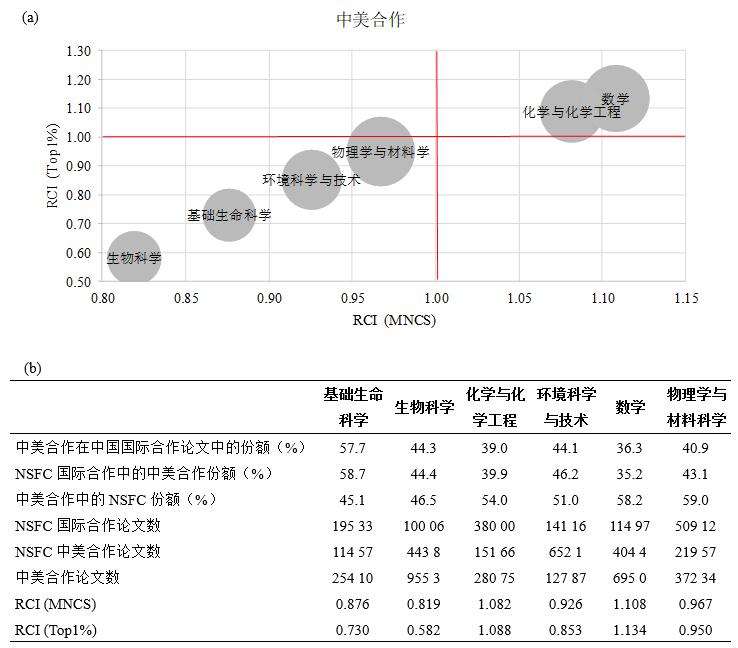 (a)
中美合作
RCI (Top1%)
1.30
1.20
1.10
1.00
0.90
0.80
0.70
0.60
0.50
数学
化学与化学工程
物理学与材料学
环境科学与技术
基础生命科学
生物科学
0.80 0.85 0.90 0.95 1.00 1.05 1.10 1.15
RCI (MNCS)
(b)
基础生命科学 生物科学 化学与化学工程 环境科学与技术 数学 物理学与材料科学
中美合作在中国国际合作论文中的份额（%） 57.7 44.3 39.0 44.1 36.3 40.9
NSFC 国际合作中的中美合作份额（%） 58.7 44.4 39.9 46.2 35.2 43.1
中美合作中的 NSFC 份额（%） 45.1 46.5 54.0 51.0 58.2 59.0
NSFC 国际合作论文数 195 33 100 06 380 00 141 16 114 97 509 12
NSFC 中美合作论文数 114 57 443 8 151 66 652 1 404 4 219 57
中美合作论文数 254 10 955 3 280 75 127 87 695 0 372 34
RCI (MNCS) 0.876 0.819 1.082 0.926 1.108 0.967
RCI (Top1%) 0.730 0.582 1.088 0.853 1.134 0.950